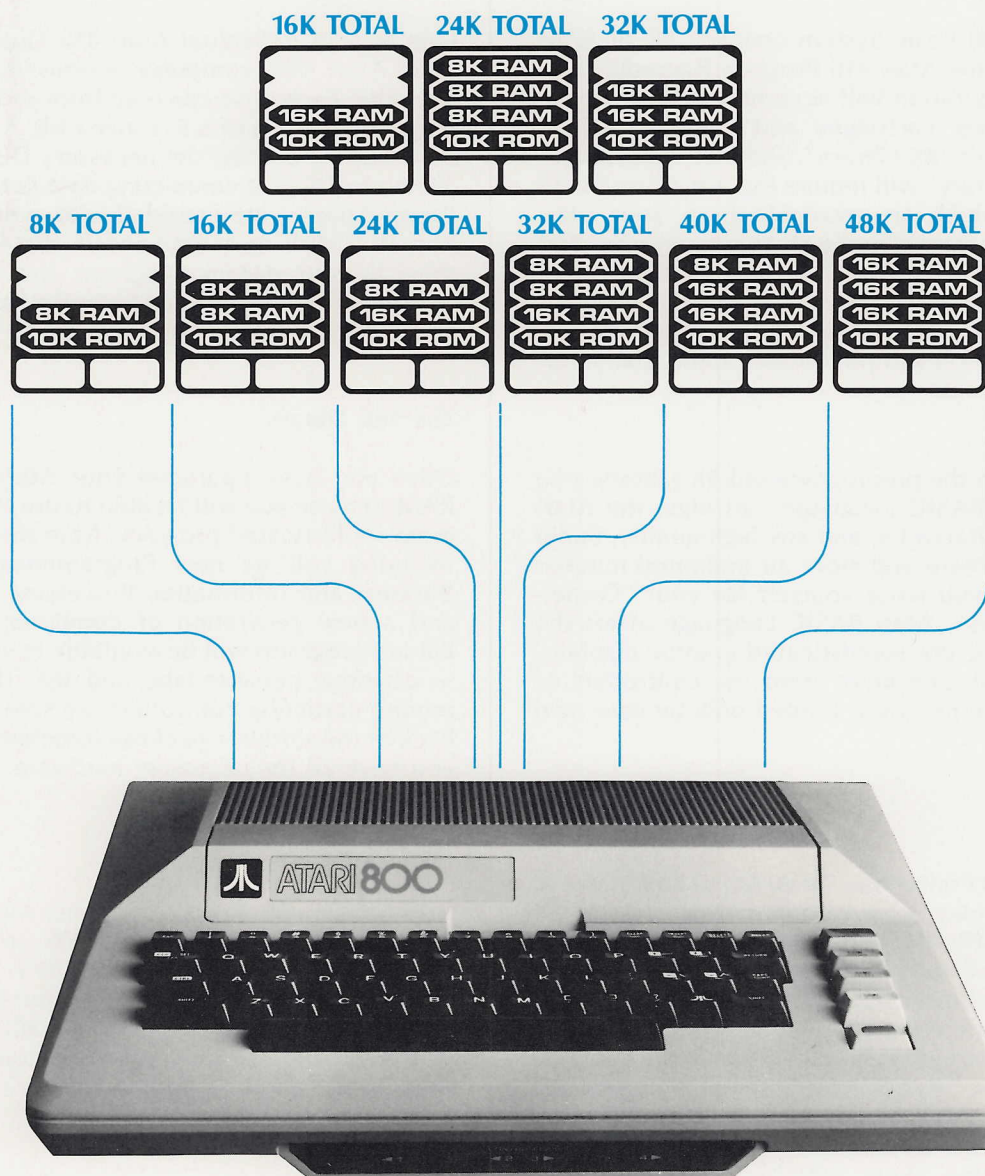 16K TOTAL 24K TOTAL 32K TOTAL
16K RAM
10K ROM
8K RAM
8K RAM
8K RAM
10K ROM
16K RAM
16K RAM
10K ROM
8K TOTAL 16K TOTAL 24K TOTAL 32K TOTAL 40K TOTAL 48K TOTAL
8K RAM
10K ROM
8K RAM
8K RAM
10K ROM
8K RAM
16K RAM
10K ROM
8K RAM
8K RAM
16K RAM
10K ROM
8K RAM
16K RAM
16K RAM
10K ROM
16K RAM
16K RAM
16K RAM
10K ROM
ATARI 800
Q W E R T Y U I O P
A S D F G H J K L
Z X C V B N M